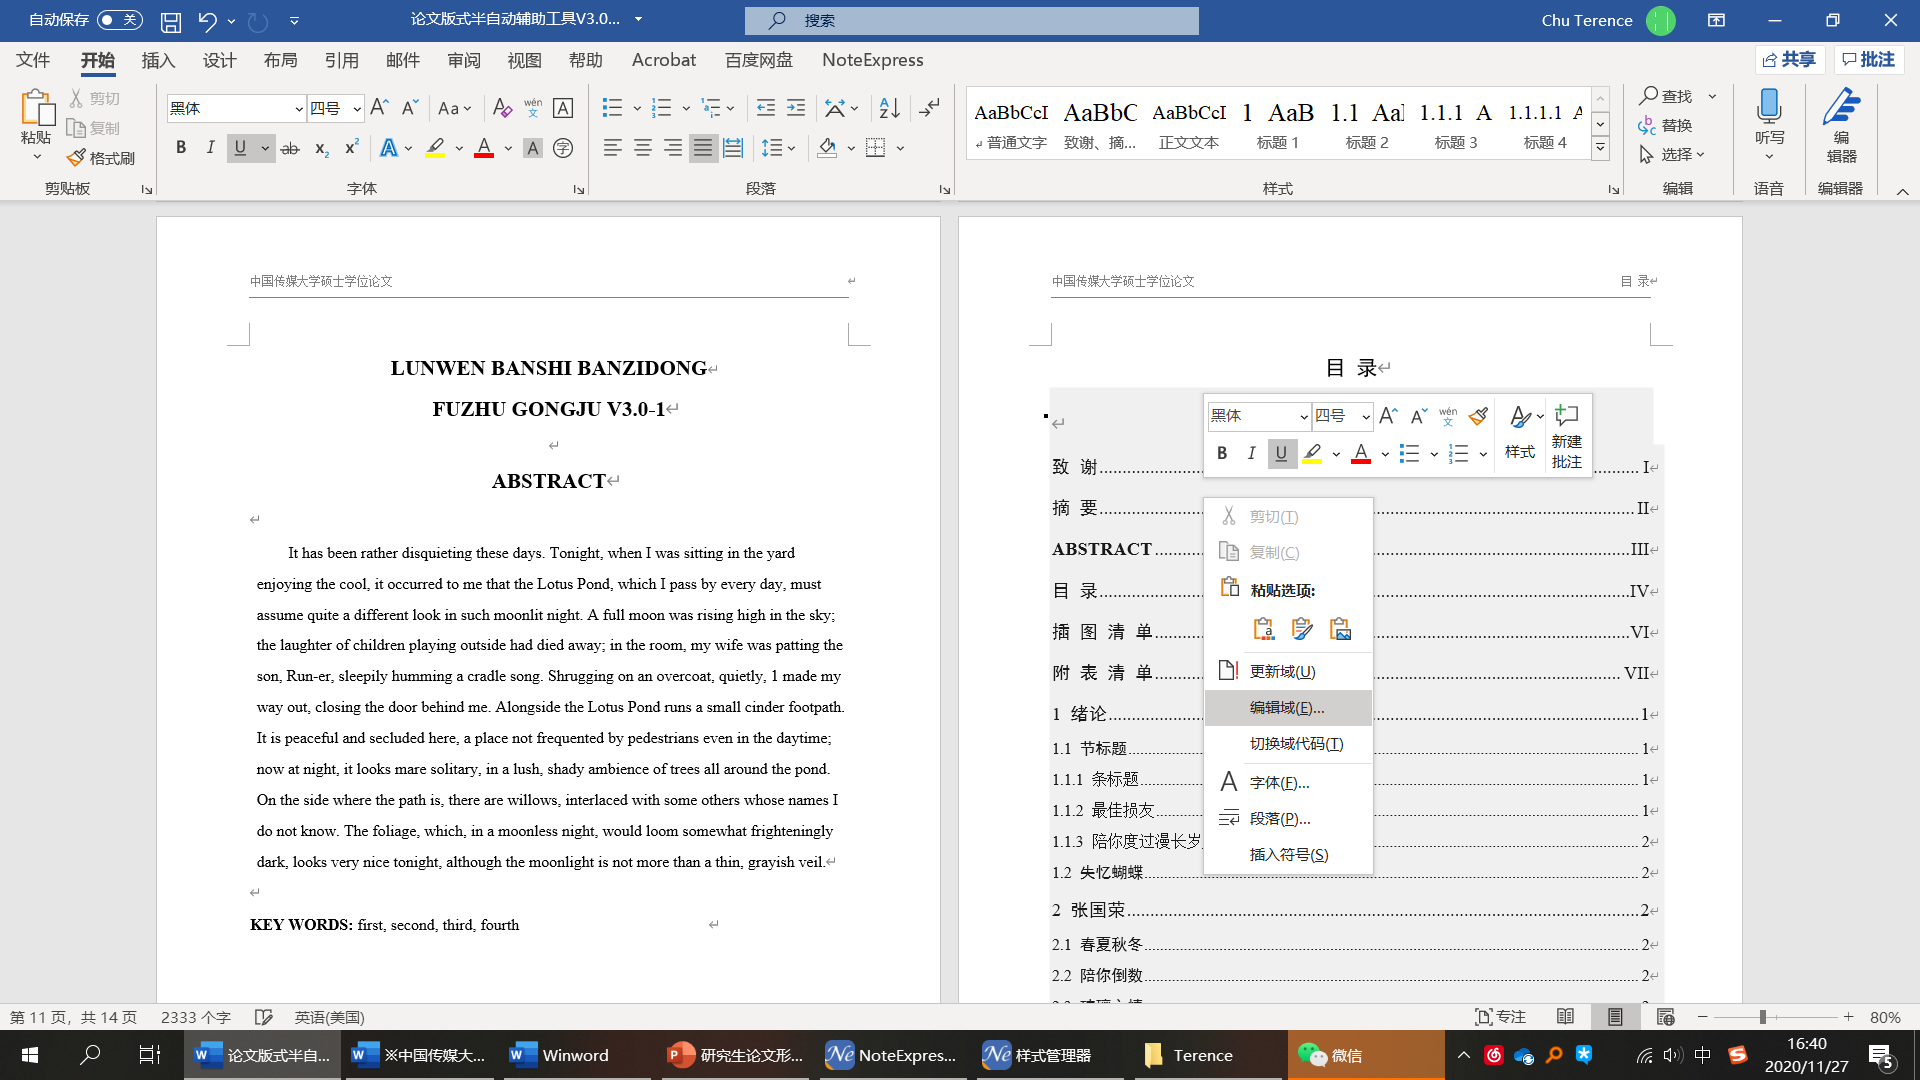 自动保存 关 论文版式半自动辅助工具V3.0... 搜索 Chu Terence
文件 开始 插入 设计 布局 引用 邮件 审阅 视图 帮助 Acrobat 百度网盘 NoteExpress 共享 批注
粘贴 剪切 复制 格式刷
黑体 四号 Aa wén 文 A
B I U ab x₂ x² A A A 字
AaBbCcI AaBbC AaBbCcI 1 AaB 1.1 Aal 1.1.1 A 1.1.1.1 A
普通文字 致谢、摘... 正文文本 标题 1 标题 2 标题 3 标题 4
查找 替换 选择
听写 编辑器
剪贴板 字体 段落 样式 编辑 语音 编辑器
中国传媒大学硕士学位论文
LUNWEN BANSHI BANZIDONG
FUZHU GONGJU V3.0-1
ABSTRACT
It has been rather disquieting these days. Tonight, when I was sitting in the yard
enjoying the cool, it occurred to me that the Lotus Pond, which I pass by every day, must
assume quite a different look in such moonlit night. A full moon was rising high in the sky;
the laughter of children playing outside had died away; in the room, my wife was patting the
son, Run-er, sleepily humming a cradle song. Shrugging on an overcoat, quietly, 1 made my
way out, closing the door behind me. Alongside the Lotus Pond runs a small cinder footpath.
It is peaceful and secluded here, a place not frequented by pedestrians even in the daytime;
now at night, it looks mare solitary, in a lush, shady ambience of trees all around the pond.
On the side where the path is, there are willows, interlaced with some others whose names I
do not know. The foliage, which, in a moonless night, would loom somewhat frighteningly
dark, looks very nice tonight, although the moonlight is not more than a thin, grayish veil.
KEY WORDS: first, second, third, fourth
中国传媒大学硕士学位论文 目 录
目 录
致 谢 I
摘 要 II
ABSTRACT III
目 录 IV
插 图 清 单 VI
附 表 清 单 VII
1 绪论 1
1.1 节标题 1
1.1.1 条标题 1
1.1.2 最佳损友 1
1.1.3 陪你度过漫长岁 2
1.2 失忆蝴蝶 2
2 张国荣 2
2.1 春夏秋冬 2
2.2 陪你倒数 2
黑体 四号 A A wén 文
B I U A 样式 新建批注
剪切(T)
复制(C)
粘贴选项:
更新域(U)
编辑域(E)...
切换域代码(T)
字体(F)...
段落(P)...
插入符号(S)
第 11 页，共 14 页 2333 个字 英语(美国) 专注 80%
论文版式半自... ※中国传媒大... Winword 研究生论文形... NoteExpres... 样式管理器 Terence 微信 中 16:40
2020/11/27 5